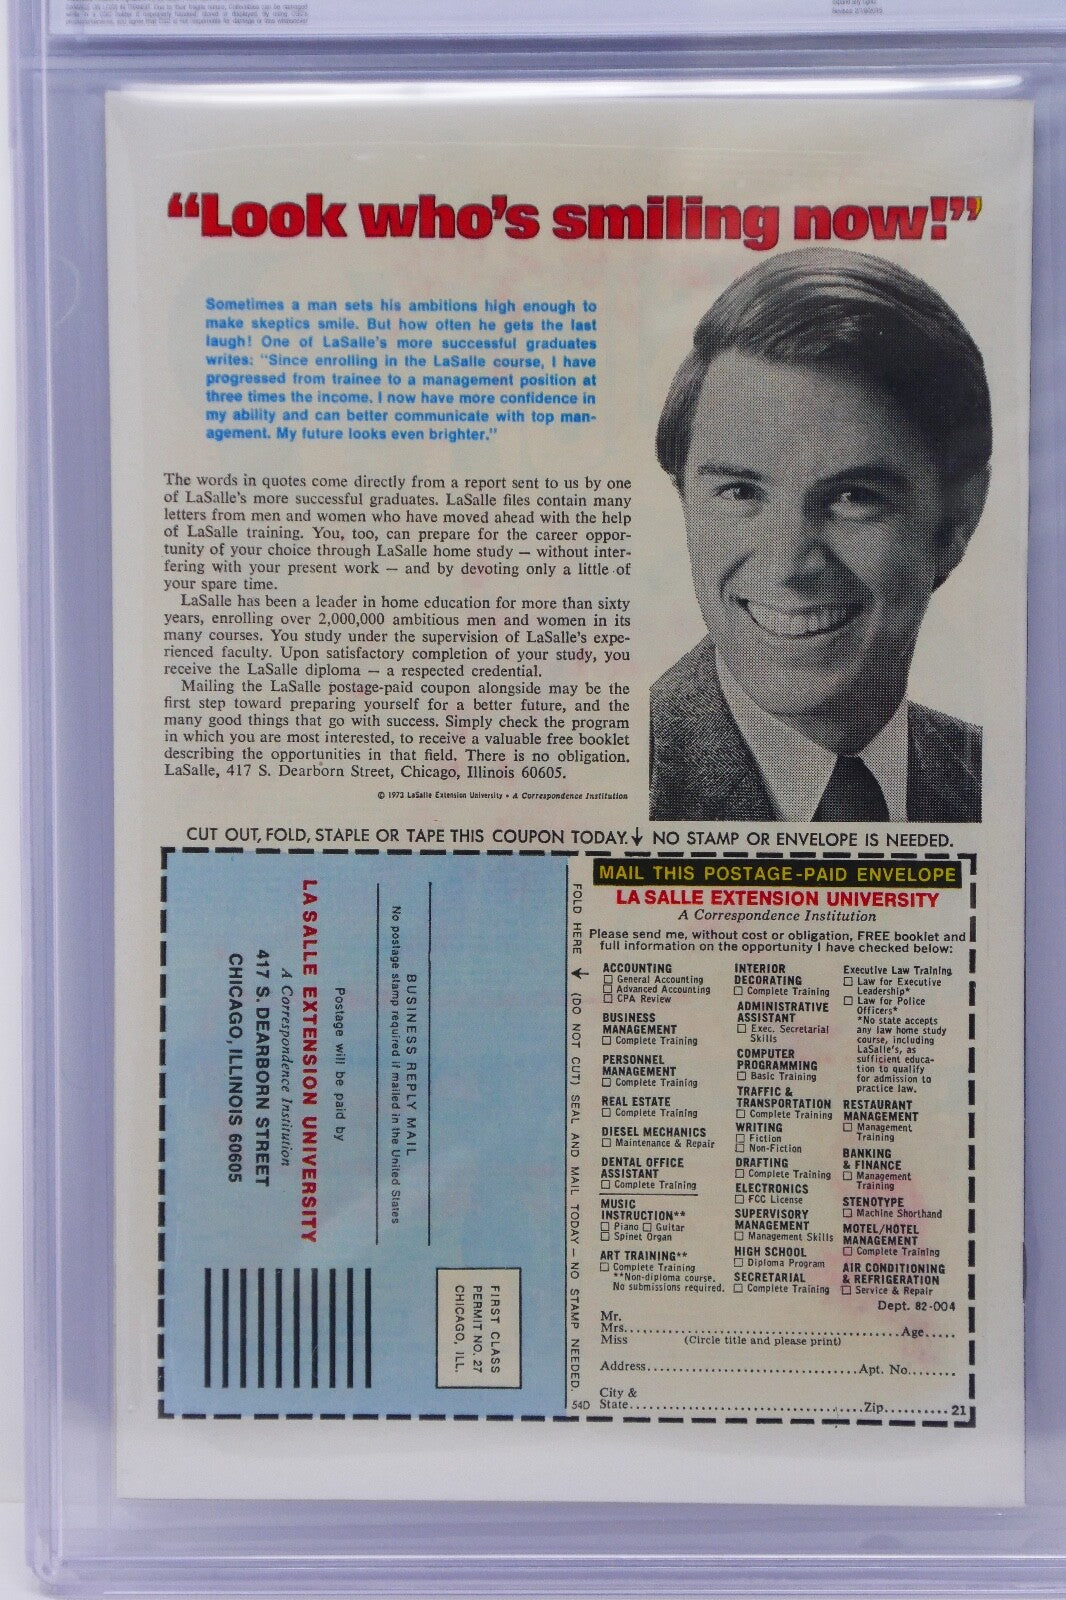 "Look who's smiling now!"
Sometimes a man sets his ambitions high enough to
make skeptics smile. But how often he gets the last
laugh! One of LaSalle's more successful graduates
writes: "Since enrolling in the LaSalle course, I have
progressed from trainee to a management position at
three times the income. I now have more confidence in
my ability and can better communicate with top man-
agement. My future looks even brighter."
The words in quotes come directly from a report sent to us by one
of LaSalle's more successful graduates. LaSalle files contain many
letters from men and women who have moved ahead with the help
of LaSalle training. You, too, can prepare for the career oppor-
tunity of your choice through LaSalle home study — without inter-
fering with your present work — and by devoting only a little of
your spare time.
LaSalle has been a leader in home education for more than sixty
years, enrolling over 2,000,000 ambitious men and women in its
many courses. You study under the supervision of LaSalle's expe-
rienced faculty. Upon satisfactory completion of your study, you
receive the LaSalle diploma — a respected credential.
Mailing the LaSalle postage-paid coupon alongside may be the
first step toward preparing yourself for a better future, and the
many good things that go with success. Simply check the program
in which you are most interested, to receive a valuable free booklet
describing the opportunities in that field. There is no obligation.
LaSalle, 417 S. Dearborn Street, Chicago, Illinois 60605.
© 1973 LaSalle Extension University • A Correspondence Institution
CUT OUT, FOLD, STAPLE OR TAPE THIS COUPON TODAY. ↓ NO STAMP OR ENVELOPE IS NEEDED.
BUSINESS REPLY MAIL
No postage stamp required if mailed in the United States
Postage will be paid by
LA SALLE EXTENSION UNIVERSITY
A Correspondence Institution
417 S. DEARBORN STREET
CHICAGO, ILLINOIS 60605
FIRST CLASS
PERMIT NO. 27
CHICAGO, ILL.
FOLD HERE ← (DO NOT CUT) SEAL AND MAIL TODAY — NO STAMP NEEDED.
54D
MAIL THIS POSTAGE-PAID ENVELOPE
LA SALLE EXTENSION UNIVERSITY
A Correspondence Institution
Please send me, without cost or obligation, FREE booklet and
full information on the opportunity I have checked below:
ACCOUNTING
☐ General Accounting
☐ Advanced Accounting
☐ CPA Review
BUSINESS
MANAGEMENT
☐ Complete Training
PERSONNEL
MANAGEMENT
☐ Complete Training
REAL ESTATE
☐ Complete Training
DIESEL MECHANICS
☐ Maintenance & Repair
DENTAL OFFICE
ASSISTANT
☐ Complete Training
MUSIC
INSTRUCTION**
☐ Piano ☐ Guitar
☐ Spinet Organ
ART TRAINING**
☐ Complete Training
**Non-diploma course.
No submissions required.
INTERIOR
DECORATING
☐ Complete Training
ADMINISTRATIVE
ASSISTANT
☐ Exec. Secretarial
Skills
COMPUTER
PROGRAMMING
☐ Basic Training
TRAFFIC &
TRANSPORTATION
☐ Complete Training
WRITING
☐ Fiction
☐ Non-Fiction
DRAFTING
☐ Complete Training
ELECTRONICS
☐ FCC License
SUPERVISORY
MANAGEMENT
☐ Management Skills
HIGH SCHOOL
☐ Diploma Program
SECRETARIAL
☐ Complete Training
Executive Law Training
☐ Law for Executive
Leadership*
☐ Law for Police
Officers*
*No state accepts
any law home study
course, including
LaSalle's, as
sufficient educa-
tion to qualify
for admission to
practice law.
RESTAURANT
MANAGEMENT
☐ Management
Training
BANKING
& FINANCE
☐ Management
Training
STENOTYPE
☐ Machine Shorthand
MOTEL/HOTEL
MANAGEMENT
☐ Complete Training
AIR CONDITIONING
& REFRIGERATION
☐ Service & Repair
Dept. 82-004
Mr.
Mrs. Age
Miss (Circle title and please print)
Address Apt. No.
City &
State Zip 21